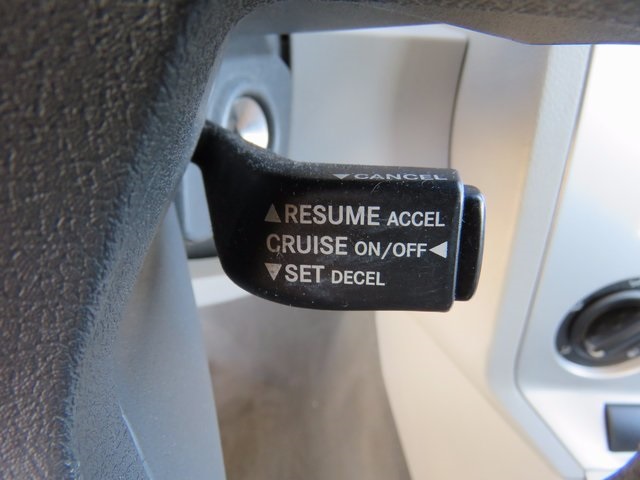 ▼CANCEL
▲RESUME ACCEL
CRUISE ON/OFF◀
▼SET DECEL